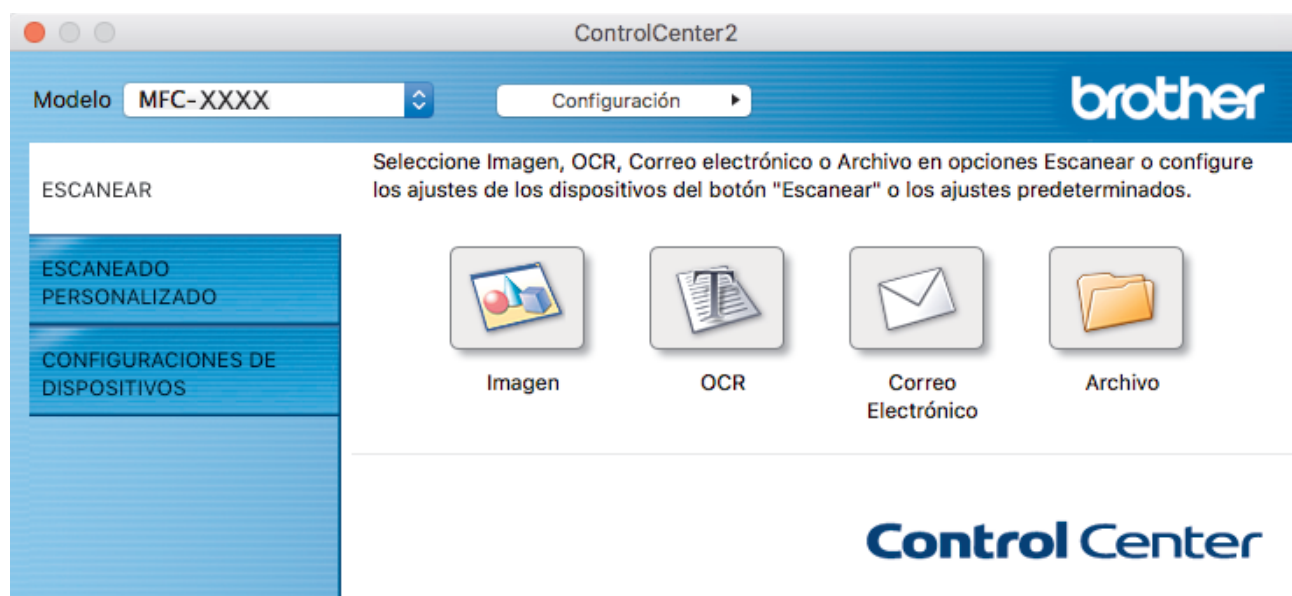 ControlCenter2
Modelo MFC-XXXX Configuración brother
Seleccione Imagen, OCR, Correo electrónico o Archivo en opciones Escanear o configure
los ajustes de los dispositivos del botón "Escanear" o los ajustes predeterminados.
ESCANEAR
ESCANEADO
PERSONALIZADO
CONFIGURACIONES DE
DISPOSITIVOS
Imagen OCR Correo
Electrónico Archivo
Control Center